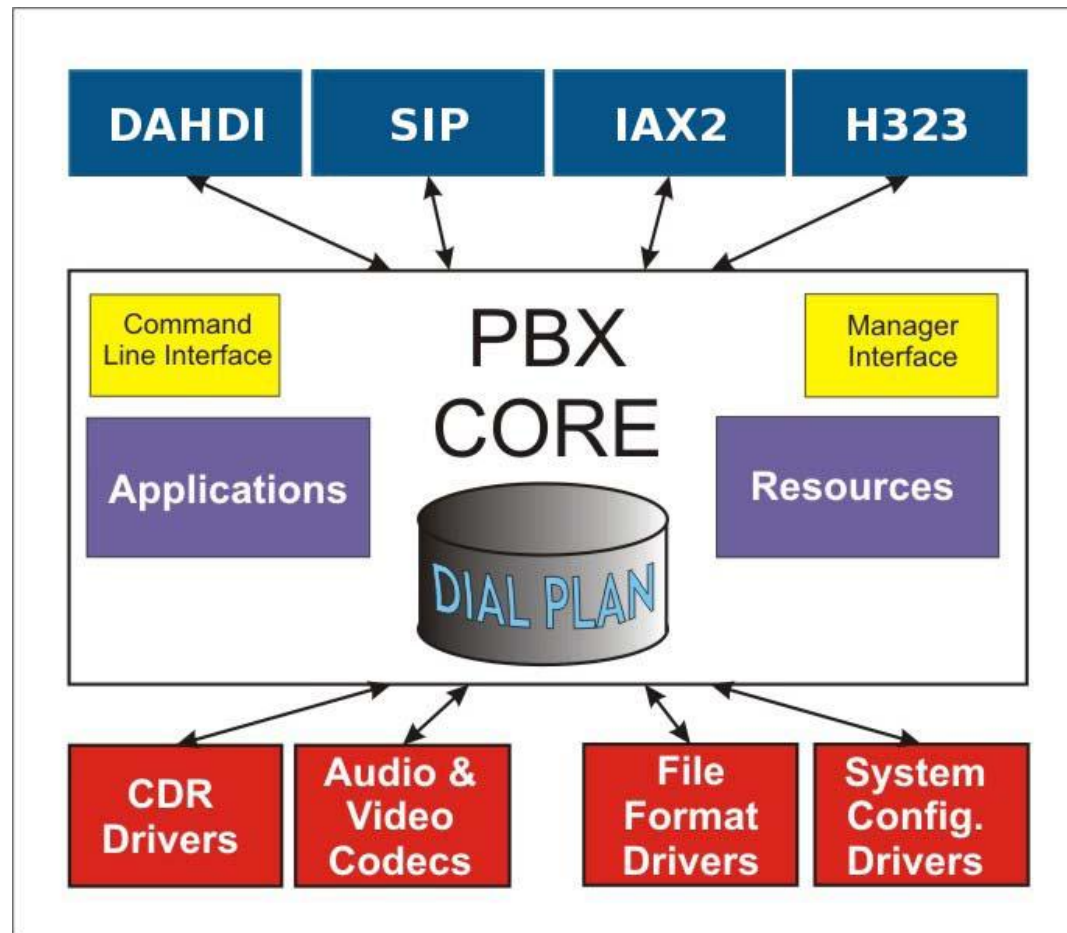 DAHDI
SIP
IAX2
H323
Command
Line Interface
PBX
CORE
Manager
Interface
Applications
Resources
DIAL PLAN
CDR
Drivers
Audio &
Video
Codecs
File
Format
Drivers
System
Config.
Drivers